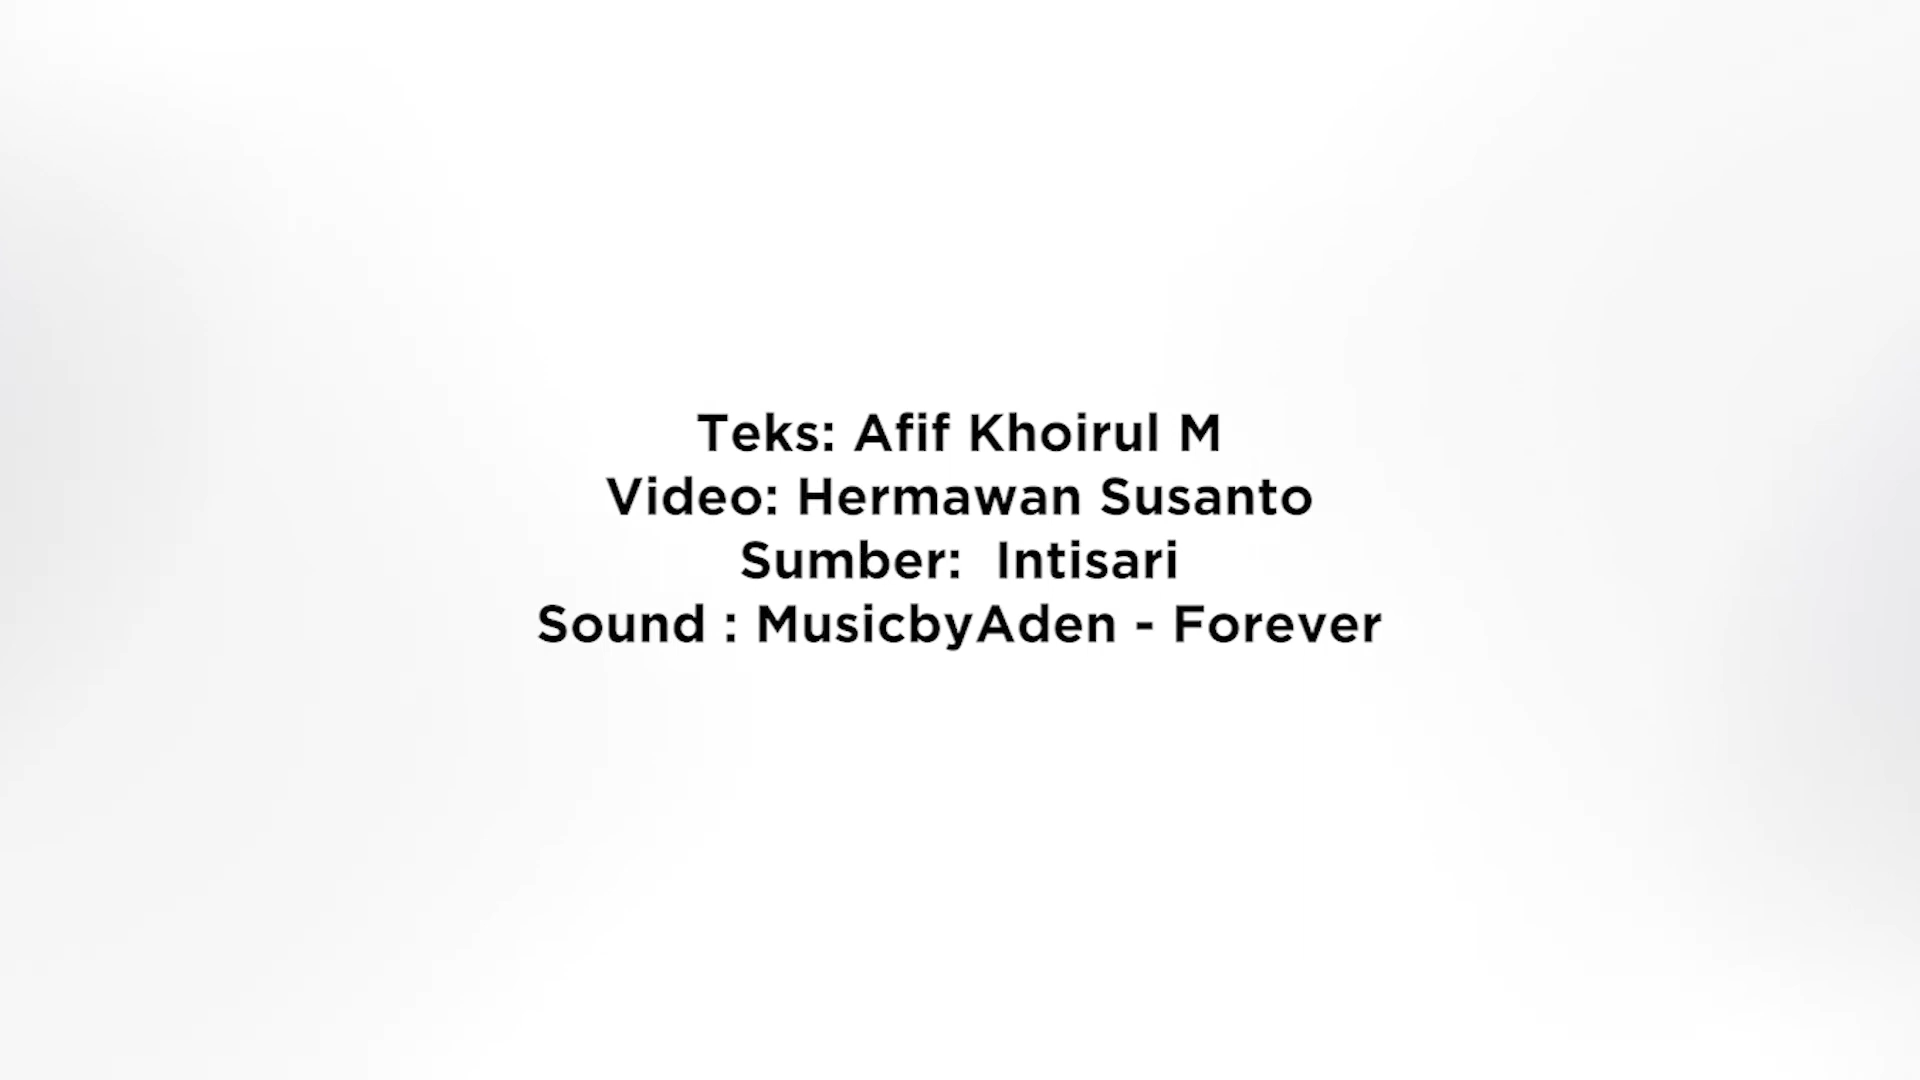 Teks: Afif Khoirul M
Video: Hermawan Susanto
Sumber:  Intisari
Sound : MusicbyAden - Forever